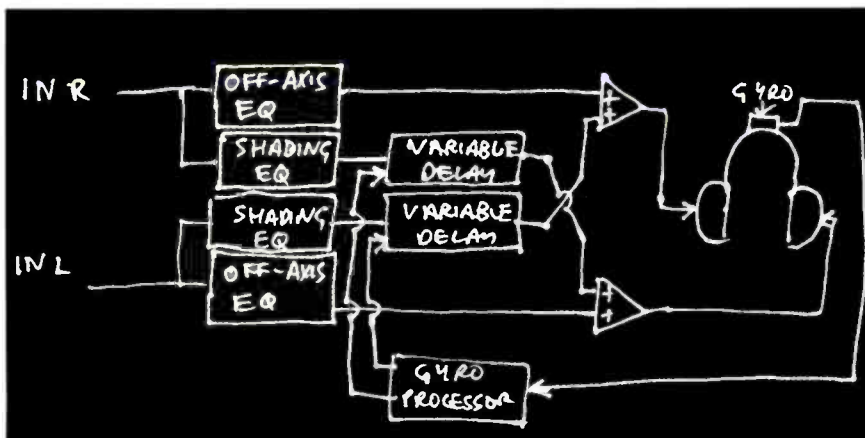 IN R
OFF-AXIS
EQ
SHADING
EQ
VARIABLE
DELAY
GYRO
SHADING
EQ
VARIABLE
DELAY
IN L
OFF-AXIS
EQ
GYRO
PROCESSOR
+
+
+
+